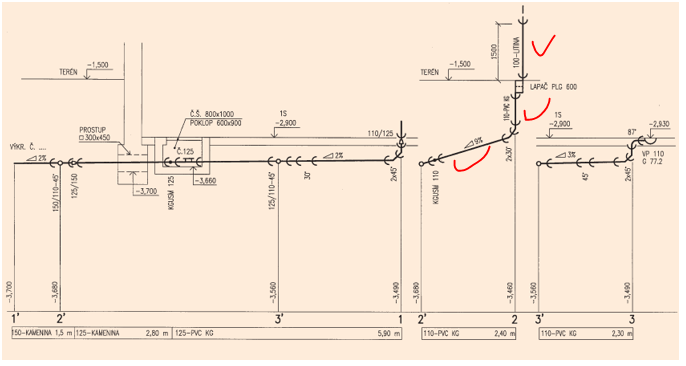 1500
100-LITINA
TERÉN
-1,500
TERÉN
-1,500
LAPAČ PLG 600
110-PVC KG
Č.Š. 800x1000
POKLOP 600x900
1S
-2,900
PROSTUP
□300x450
110/125
1S
-2,900
87°
-2,930
VÝKR. Č. ....
2%
Č.125
2%
9%
2x30°
3%
VP 110
G 77.2
150/110-45°
125/150
-3,700
KGUSM 125
-3,660
125/110-45°
30°
2x45°
KGUSM 110
45°
2x45°
-3,700
-3,680
-3,560
-3,490
-3,680
-3,460
-3,560
-3,490
1' 2' 3' 1 2' 2 3' 3
150-KAMENINA 1,5 m 125-KAMENINA 2,80 m 125-PVC KG 5,90 m 110-PVC KG 2,40 m 110-PVC KG 2,30 m